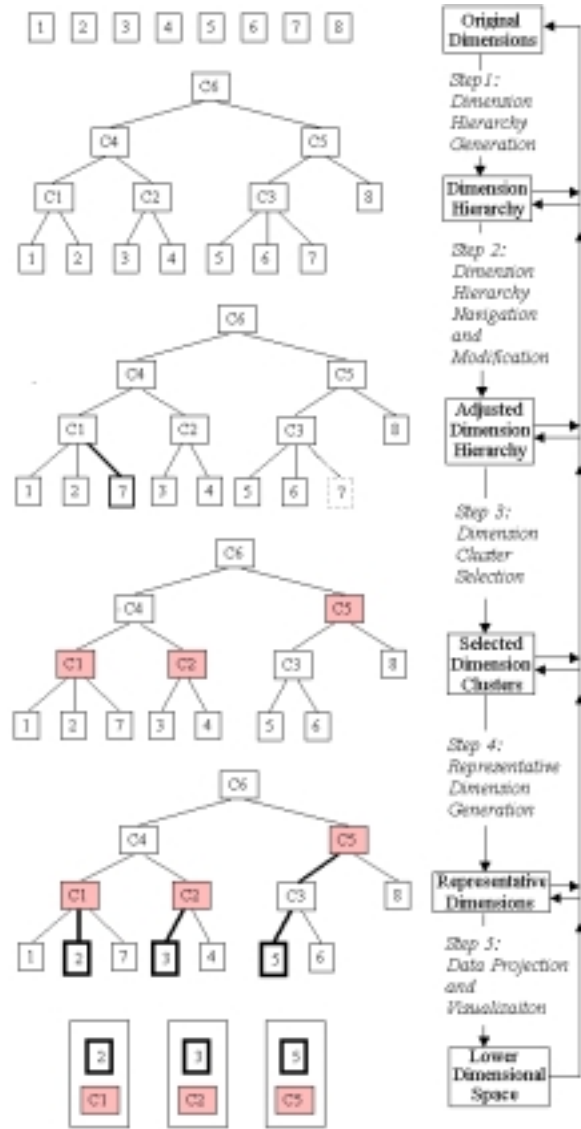 1 2 3 4 5 6 7 8
Original
Dimensions
C6
Step1:
Dimension
Hierarchy
Generation
C4 C5
C1 C2 C3 8
Dimension
Hierarchy
1 2 3 4 5 6 7
Step 2:
Dimension
Hierarchy
Navigation
and
Modification
C6
C4 C5
C1 C2 C3 8
Adjusted
Dimension
Hierarchy
1 2 7 3 4 5 6 7
Step 3:
Dimension
Cluster
Selection
C6
C4 C5
C1 C2 C3 8
Selected
Dimension
Clusters
1 2 7 3 4 5 6
Step 4:
Representative
Dimension
Generation
C6
C4 C5
C1 C2 C3 8
Representative
Dimensions
1 2 7 3 4 5 6
Step 5:
Data Projection
and
Visualizaiton
2 3 5
C1 C2 C5
Lower
Dimensional
Space